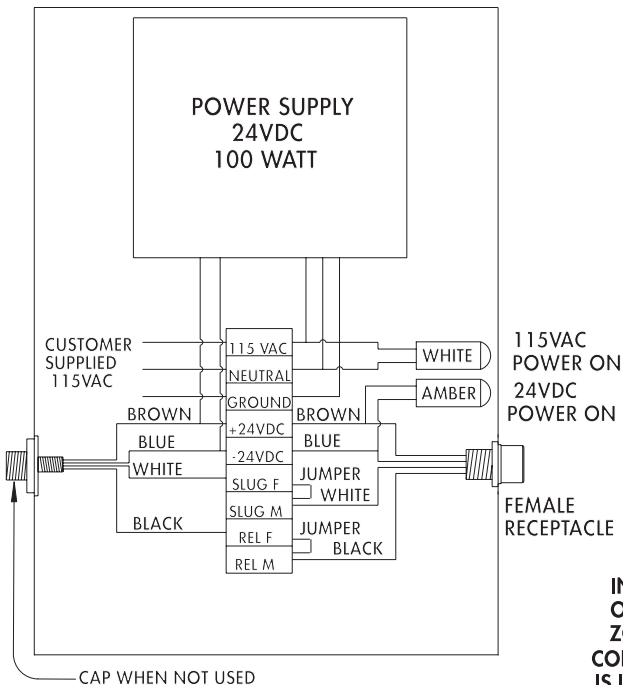 POWER SUPPLY
24VDC
100 WATT
CUSTOMER
SUPPLIED
115VAC
115 VAC
NEUTRAL
GROUND
+24VDC
-24VDC
SLUG F
SLUG M
REL F
REL M
WHITE
115VAC
POWER ON
AMBER
24VDC
POWER ON
BROWN
BLUE
WHITE
BLACK
BROWN
BLUE
JUMPER
WHITE
JUMPER
BLACK
FEMALE
RECEPTACLE
CAP WHEN NOT USED
IN
O